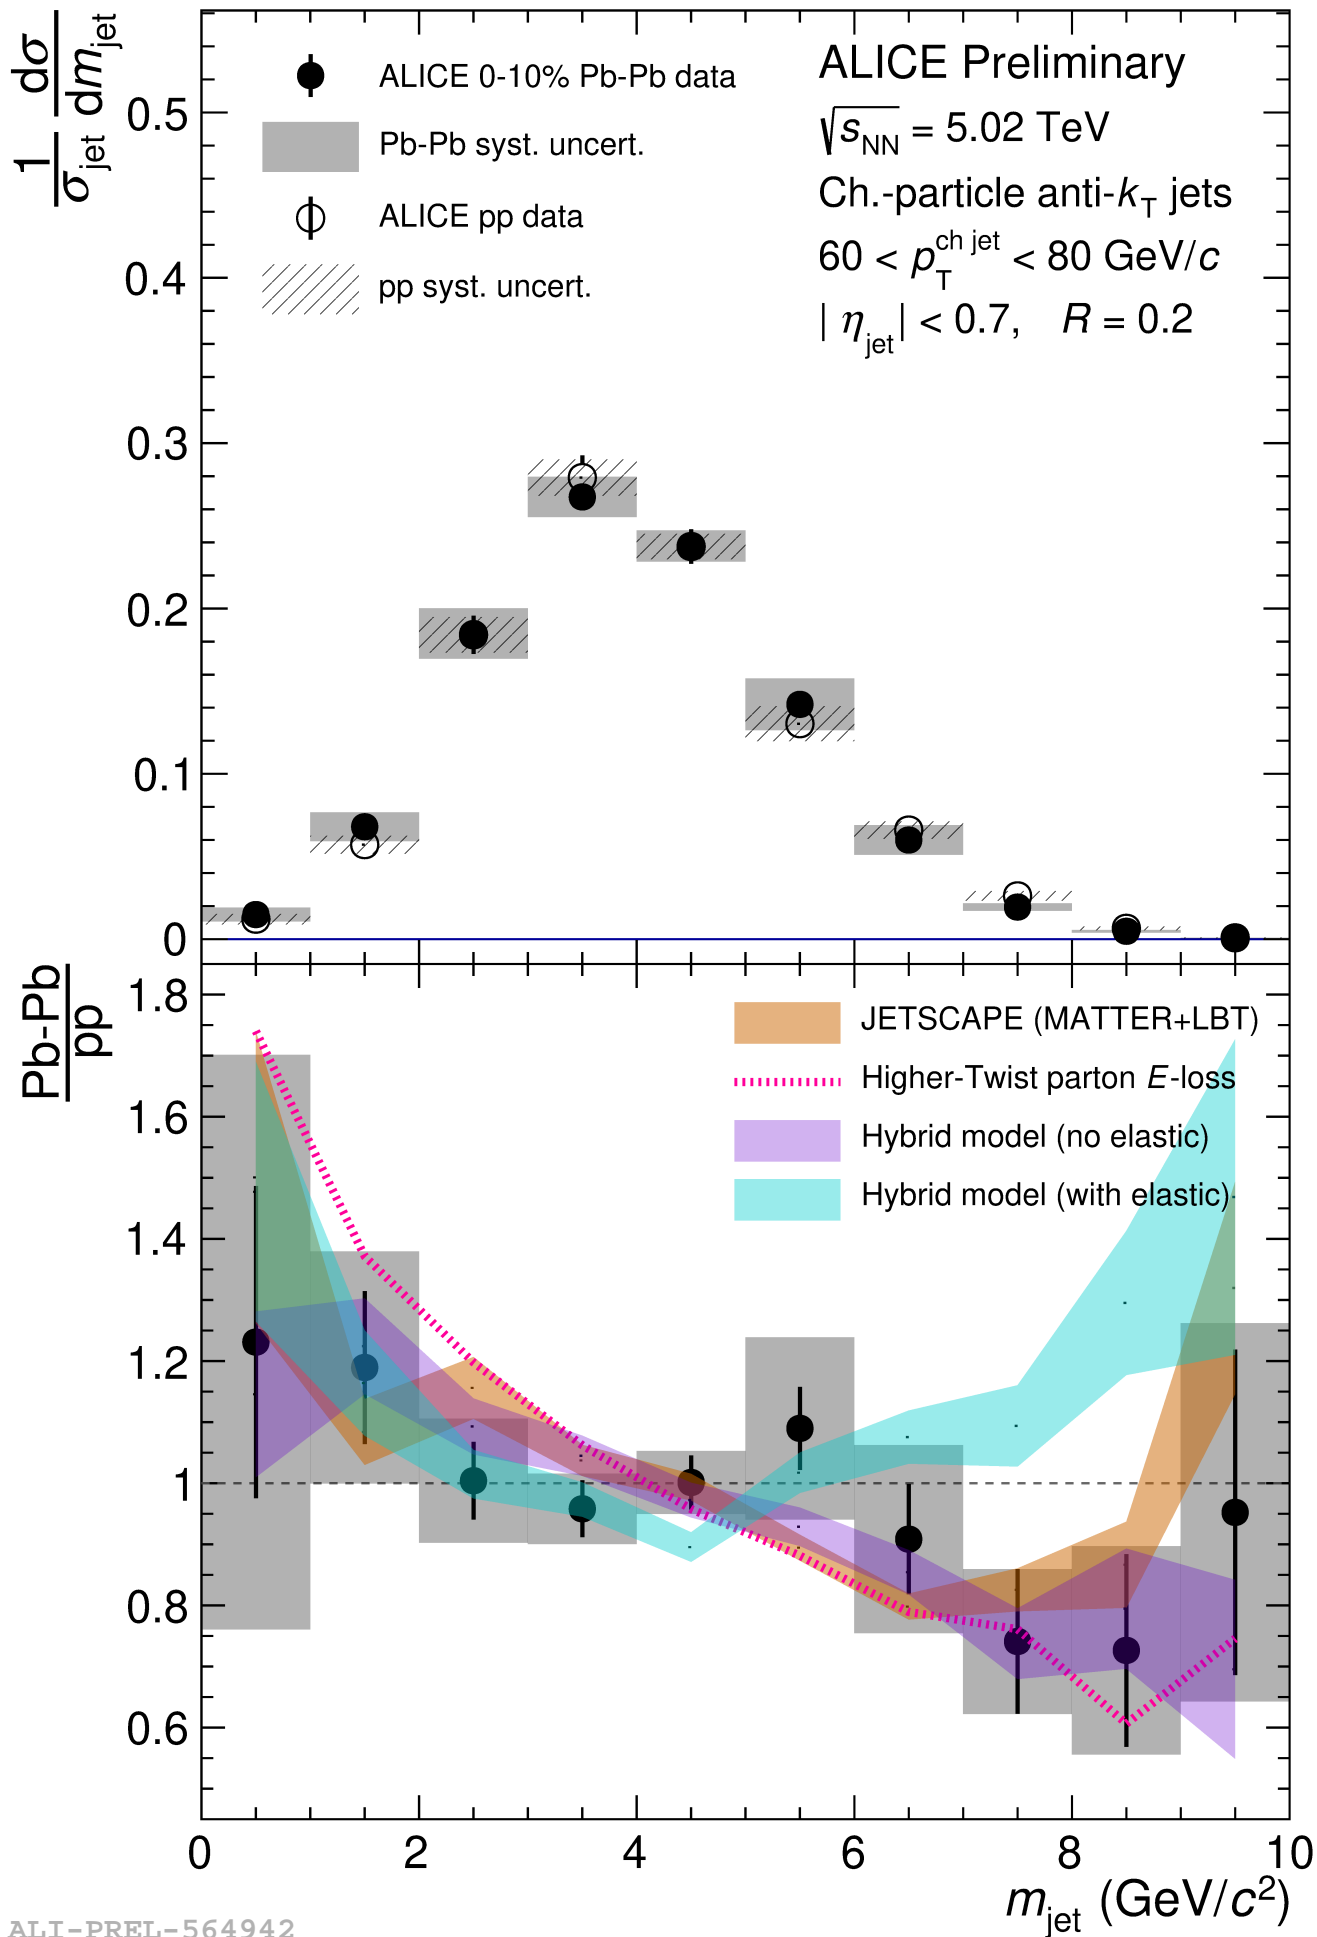 1/σjet dσ/dmjet
ALICE 0-10% Pb-Pb data
Pb-Pb syst. uncert.
ALICE pp data
pp syst. uncert.
ALICE Preliminary
√sNN = 5.02 TeV
Ch.-particle anti-kT jets
60 < pT^ch jet < 80 GeV/c
| ηjet| < 0.7, R = 0.2
0.5
0.4
0.3
0.2
0.1
0
Pb-Pb/pp
1.8
1.6
1.4
1.2
1
0.8
0.6
JETSCAPE (MATTER+LBT)
Higher-Twist parton E-loss
Hybrid model (no elastic)
Hybrid model (with elastic)
0 2 4 6 8 10
mjet (GeV/c²)
ALI-PREL-564942